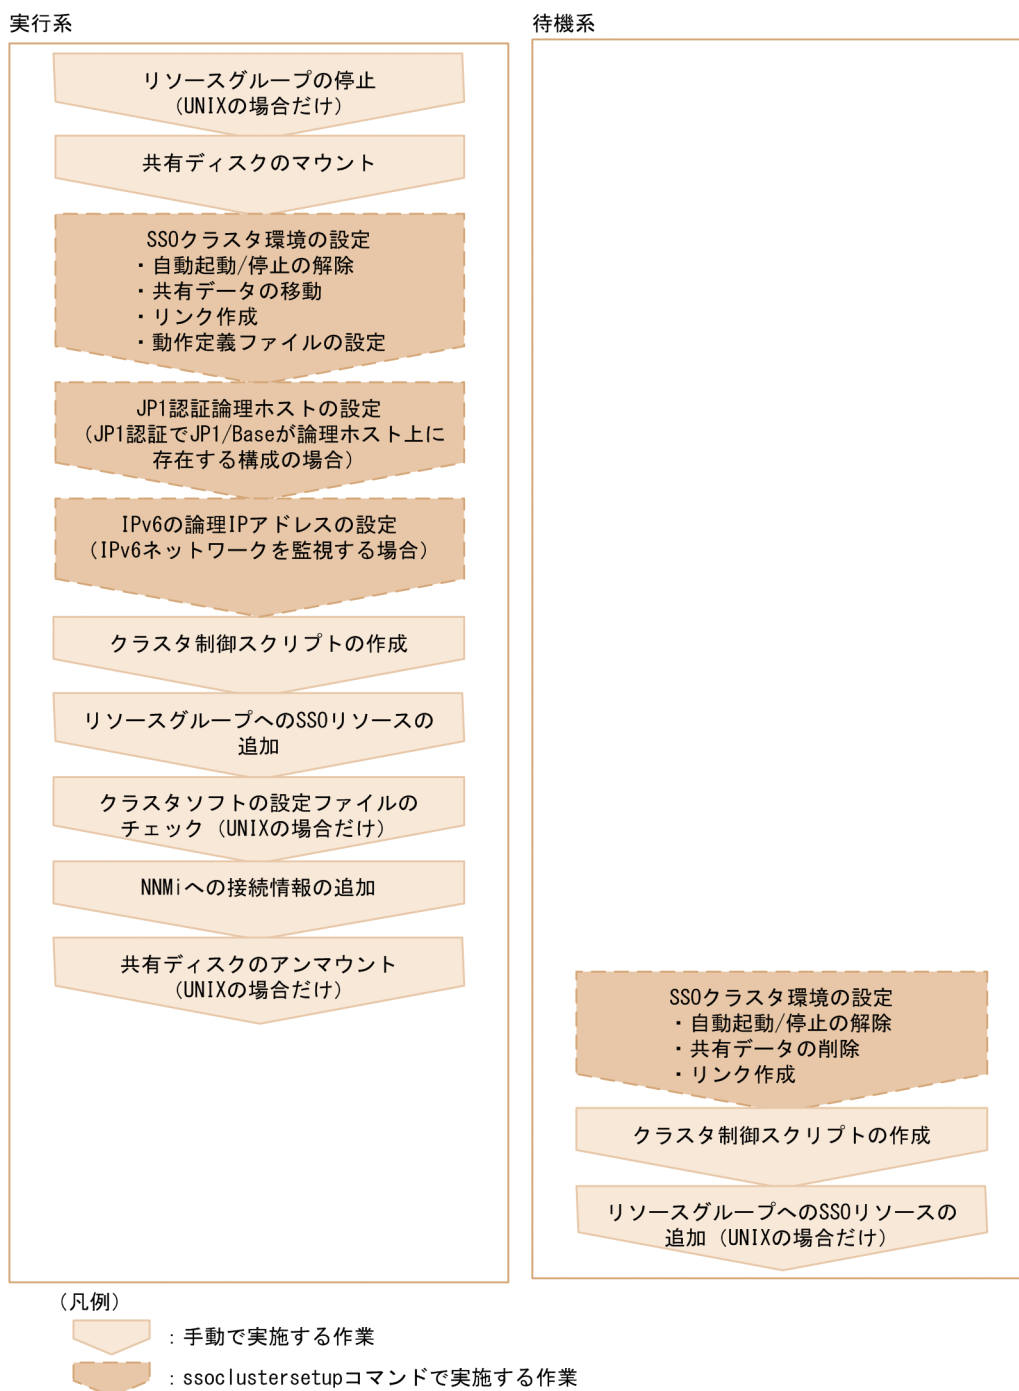 実行系
リソースグループの停止
（UNIXの場合だけ）
共有ディスクのマウント
SSOクラスタ環境の設定
・自動起動/停止の解除
・共有データの移動
・リンク作成
・動作定義ファイルの設定
JP1認証論理ホストの設定
（JP1認証でJP1/Baseが論理ホスト上に
存在する構成の場合）
IPv6の論理IPアドレスの設定
（IPv6ネットワークを監視する場合）
クラスタ制御スクリプトの作成
リソースグループへのSSOリソースの
追加
クラスタソフトの設定ファイルの
チェック（UNIXの場合だけ）
NNMiへの接続情報の追加
共有ディスクのアンマウント
（UNIXの場合だけ）
待機系
SSOクラスタ環境の設定
・自動起動/停止の解除
・共有データの削除
・リンク作成
クラスタ制御スクリプトの作成
リソースグループへのSSOリソースの
追加（UNIXの場合だけ）
（凡例）
：手動で実施する作業
：ssoclustersetupコマンドで実施する作業